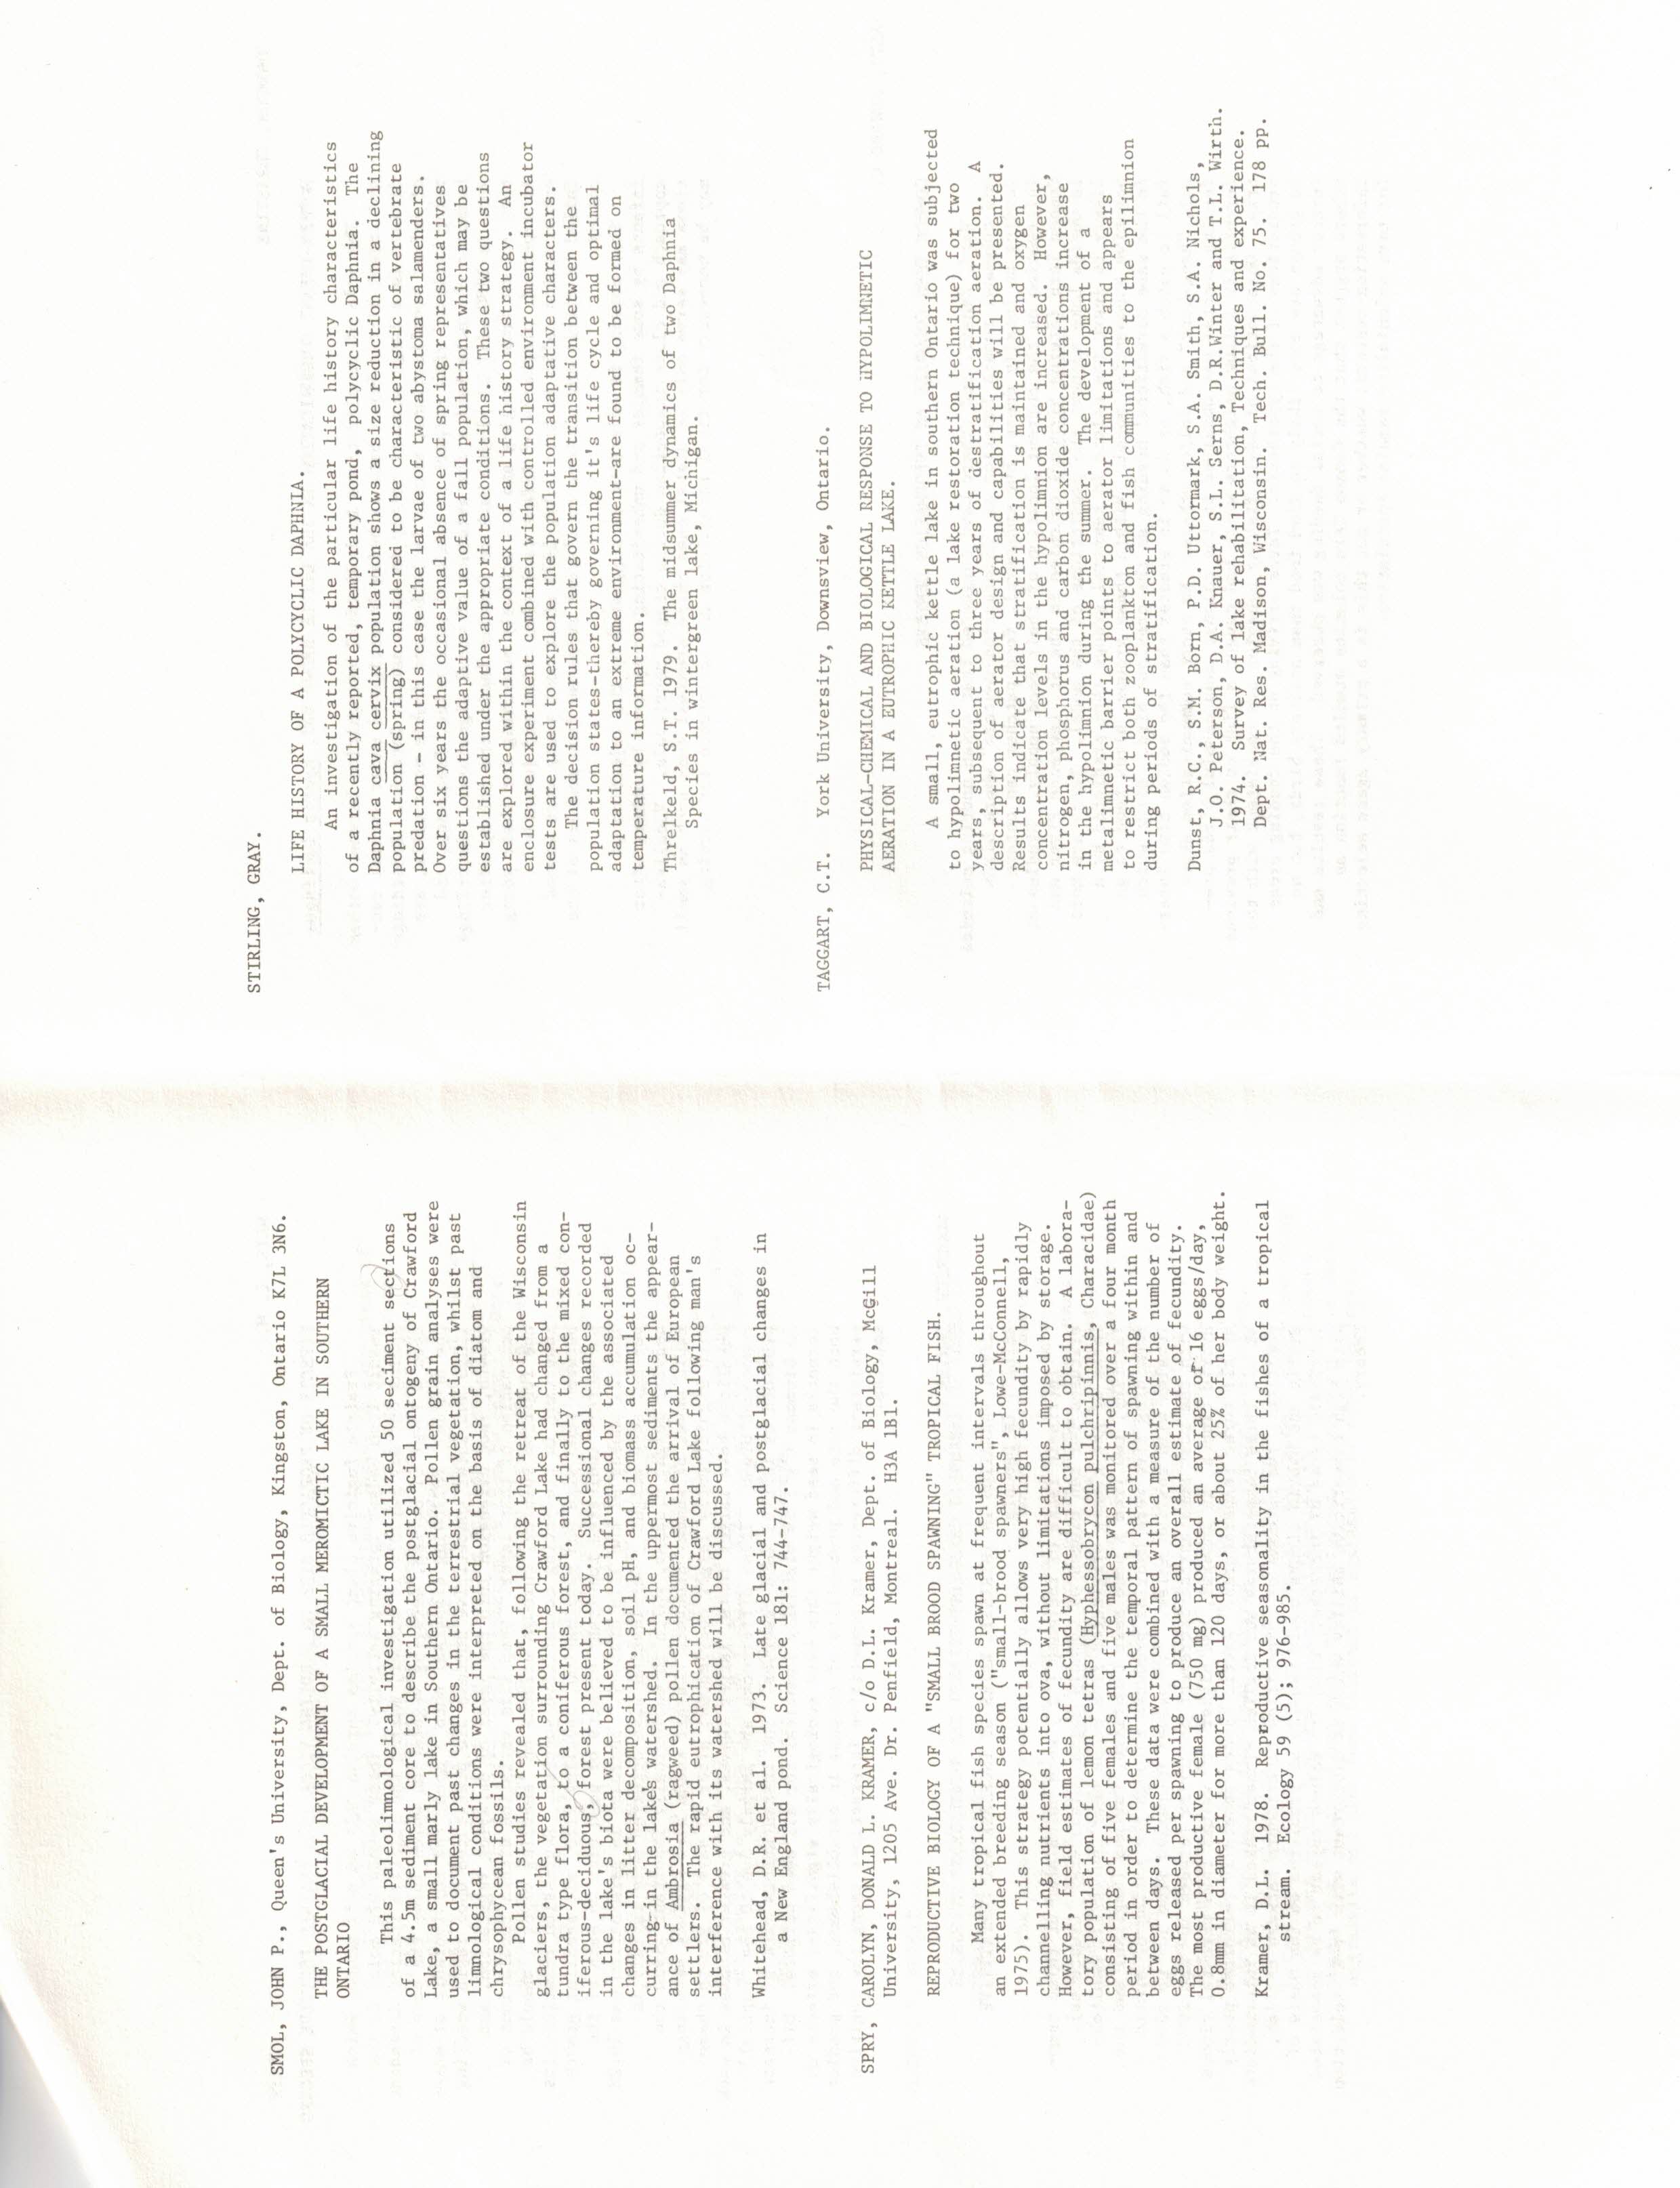 SMOL, JOHN P., Queen's University, Dept. of Biology, Kingston, Ontario K7L 3N6.
THE POSTGLACIAL DEVELOPMENT OF A SMALL MEROMICTIC LAKE IN SOUTHERN
ONTARIO
This paleolimnological investigation utilized 50 seciment sections
of a 4.5m sediment core to describe the postglacial ontogeny of Crawford
Lake, a small marly lake in Southern Ontario. Pollen grain analyses were
used to document past changes in the terrestrial vegetation, whilst past
limnological conditions were interpreted on the basis of diatom and
chrysophycean fossils.
Pollen studies revealed that, following the retreat of the Wisconsin
glaciers, the vegetation surrounding Crawford Lake had changed from a
tundra type flora, to a coniferous forest, and finally to the mixed con-
iferous-deciduous, forest present today. Successional changes recorded
in the lake's biota were believed to be influenced by the associated
changes in litter decomposition, soil pH, and biomass accumulation oc-
curring in the lake's watershed. In the uppermost sediments the appear-
ance of Ambrosia (ragweed) pollen documented the arrival of European
settlers. The rapid eutrophication of Crawford Lake following man's
interference with its watershed will be discussed.
Whitehead, D.R. et al. 1973. Late glacial and postglacial changes in
a New England pond. Science 181: 744-747.
SPRY, CAROLYN, DONALD L. KRAMER, c/o D.L. Kramer, Dept. of Biology, McGill
University, 1205 Ave. Dr. Penfield, Montreal. H3A 1B1.
REPRODUCTIVE BIOLOGY OF A "SMALL BROOD SPAWNING" TROPICAL FISH.
Many tropical fish species spawn at frequent intervals throughout
an extended breeding season ("small-brood spawners", Lowe-McConnell,
1975). This strategy potentially allows very high fecundity by rapidly
channelling nutrients into ova, without limitations imposed by storage.
However, field estimates of fecundity are difficult to obtain. A labora-
tory population of lemon tetras (Hyphessobrycon pulchripinnis, Characidae)
consisting of five females and five males was monitored over a four month
period in order to determine the temporal pattern of spawning within and
between days. These data were combined with a measure of the number of
eggs released per spawning to produce an overall estimate of fecundity.
The most productive female (750 mg) produced an average or 16 eggs/day,
0.8mm in diameter for more than 120 days, or about 25% of her body weight.
Kramer, D.L. 1978. Reproductive seasonality in the fishes of a tropical
stream. Ecology 59 (5); 976-985.
STIRLING, GRAY.
LIFE HISTORY OF A POLYCYCLIC DAPHNIA.
An investigation of the particular life history characteristics
of a recently reported, temporary pond, polycyclic Daphnia. The
Daphnia cava cervix population shows a size reduction in a declining
population (spring) considered to be characteristic of vertebrate
predation - in this case the larvae of two abystoma salamenders.
Over six years the occasional absence of spring representatives
questions the adaptive value of a fall population, which may be
established under the appropriate conditions. These two questions
are explored within the context of a life history strategy. An
enclosure experiment combined with controlled environment incubator
tests are used to explore the population adaptative characters.
The decision rules that govern the transition between the
population states-thereby governing it's life cycle and optimal
adaptation to an extreme environment-are found to be formed on
temperature information.
Threlkeld, S.T. 1979. The midsummer dynamics of two Daphnia
Species in wintergreen lake, Michigan.
TAGGART, C.T. York University, Downsview, Ontario.
PHYSICAL-CHEMICAL AND BIOLOGICAL RESPONSE TO HYPOLIMNETIC
AERATION IN A EUTROPHIC KETTLE LAKE.
A small, eutrophic kettle lake in southern Ontario was subjected
to hypolimnetic aeration (a lake restoration technique) for two
years, subsequent to three years of destratification aeration. A
description of aerator design and capabilities will be presented.
Results indicate that stratification is maintained and oxygen
concentration levels in the hypolimnion are increased. However,
nitrogen, phosphorus and carbon dioxide concentrations increase
in the hypolimnion during the summer. The development of a
metalimnetic barrier points to aerator limitations and appears
to restrict both zooplankton and fish communities to the epilimnion
during periods of stratification.
Dunst, R.C., S.M. Born, P.D. Uttormark, S.A. Smith, S.A. Nichols,
J.O. Peterson, D.A. Knauer, S.L. Serns, D.R.Winter and T.L. Wirth.
1974. Survey of lake rehabilitation, Techniques and experience.
Dept. Nat. Res. Madison, Wisconsin. Tech. Bull. No. 75. 178 pp.